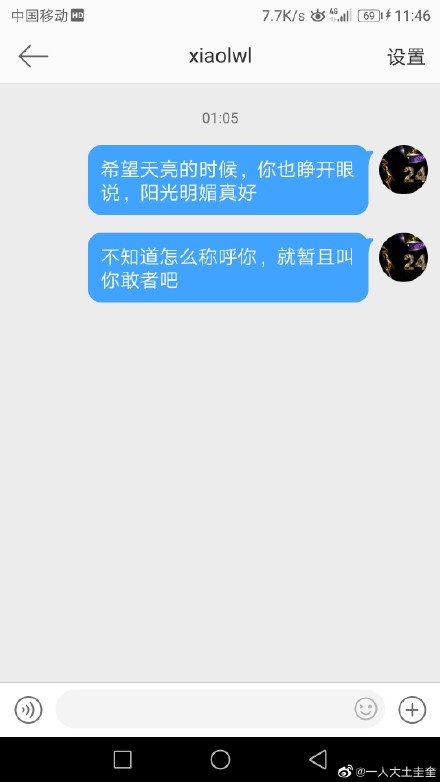 中国移动HD 7.7K/s 4G 69 11:46
xiaolwl 设置
01:05
希望天亮的时候，你也睁开眼
说，阳光明媚真好
24
不知道怎么称呼你，就暂且叫
你敢者吧
24
@一人大土圭奎